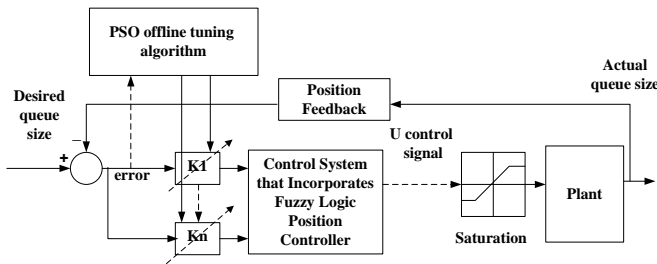 PSO offline tuning
algorithm
Actual
queue size
Desired
queue size
Position
Feedback
U control
signal
–
+
error
K1
Kn
Control System
that Incorporates
Fuzzy Logic
Position
Controller
Saturation
Plant